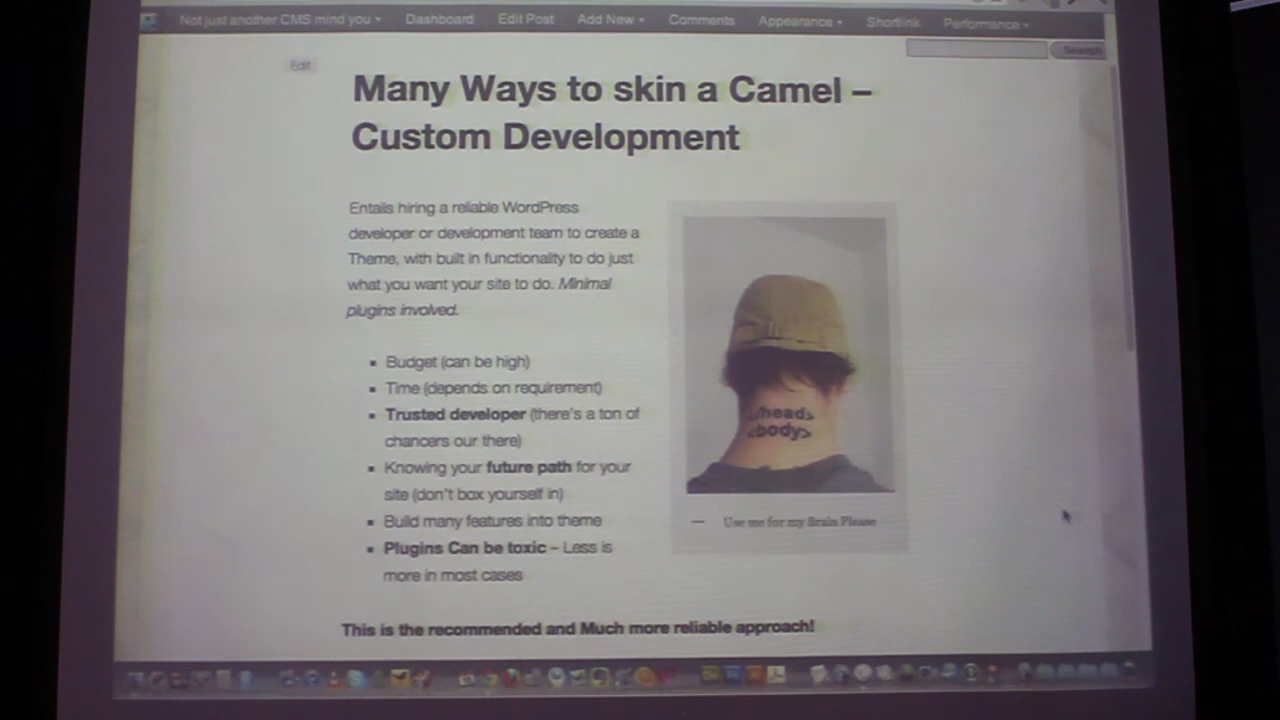 Not just another CMS mind you Dashboard Edit Post Add New Comments Appearance Shortlink Performance
Search
Edit
Many Ways to skin a Camel –
Custom Development
Entails hiring a reliable WordPress
developer or development team to create a
Theme, with built in functionality to do just
what you want your site to do. Minimal
plugins involved.
Budget (can be high)
Time (depends on requirement)
Trusted developer (there's a ton of
chancers our there)
Knowing your future path for your
site (don't box yourself in)
Build many features into theme
Plugins Can be toxic – Less is
more in most cases
</head>
<body>
— Use me for my Brain Please
This is the recommended and Much more reliable approach!